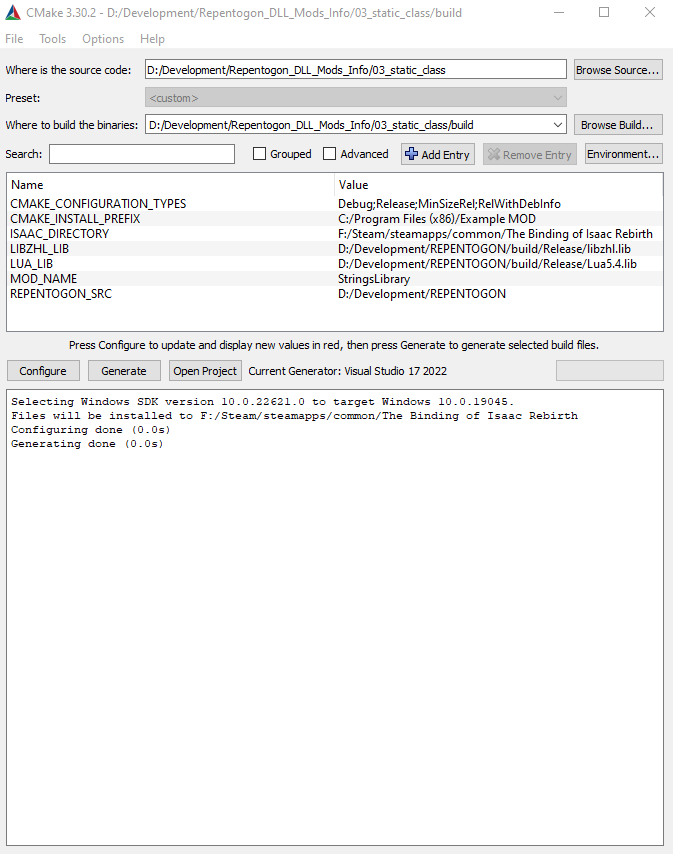 CMake 3.30.2 - D:/Development/Repentogon_DLL_Mods_Info/03_static_class/build
File Tools Options Help
Where is the source code: D:/Development/Repentogon_DLL_Mods_Info/03_static_class Browse Source...
Preset: <custom>
Where to build the binaries: D:/Development/Repentogon_DLL_Mods_Info/03_static_class/build Browse Build...
Search: Grouped Advanced Add Entry Remove Entry Environment...
Name Value
CMAKE_CONFIGURATION_TYPES Debug;Release;MinSizeRel;RelWithDebInfo
CMAKE_INSTALL_PREFIX C:/Program Files (x86)/Example MOD
ISAAC_DIRECTORY F:/Steam/steamapps/common/The Binding of Isaac Rebirth
LIBZHL_LIB D:/Development/REPENTOGON/build/Release/libzhl.lib
LUA_LIB D:/Development/REPENTOGON/build/Release/Lua5.4.lib
MOD_NAME StringsLibrary
REPENTOGON_SRC D:/Development/REPENTOGON
Press Configure to update and display new values in red, then press Generate to generate selected build files.
Configure Generate Open Project Current Generator: Visual Studio 17 2022
Selecting Windows SDK version 10.0.22621.0 to target Windows 10.0.19045.
Files will be installed to F:/Steam/steamapps/common/The Binding of Isaac Rebirth
Configuring done (0.0s)
Generating done (0.0s)